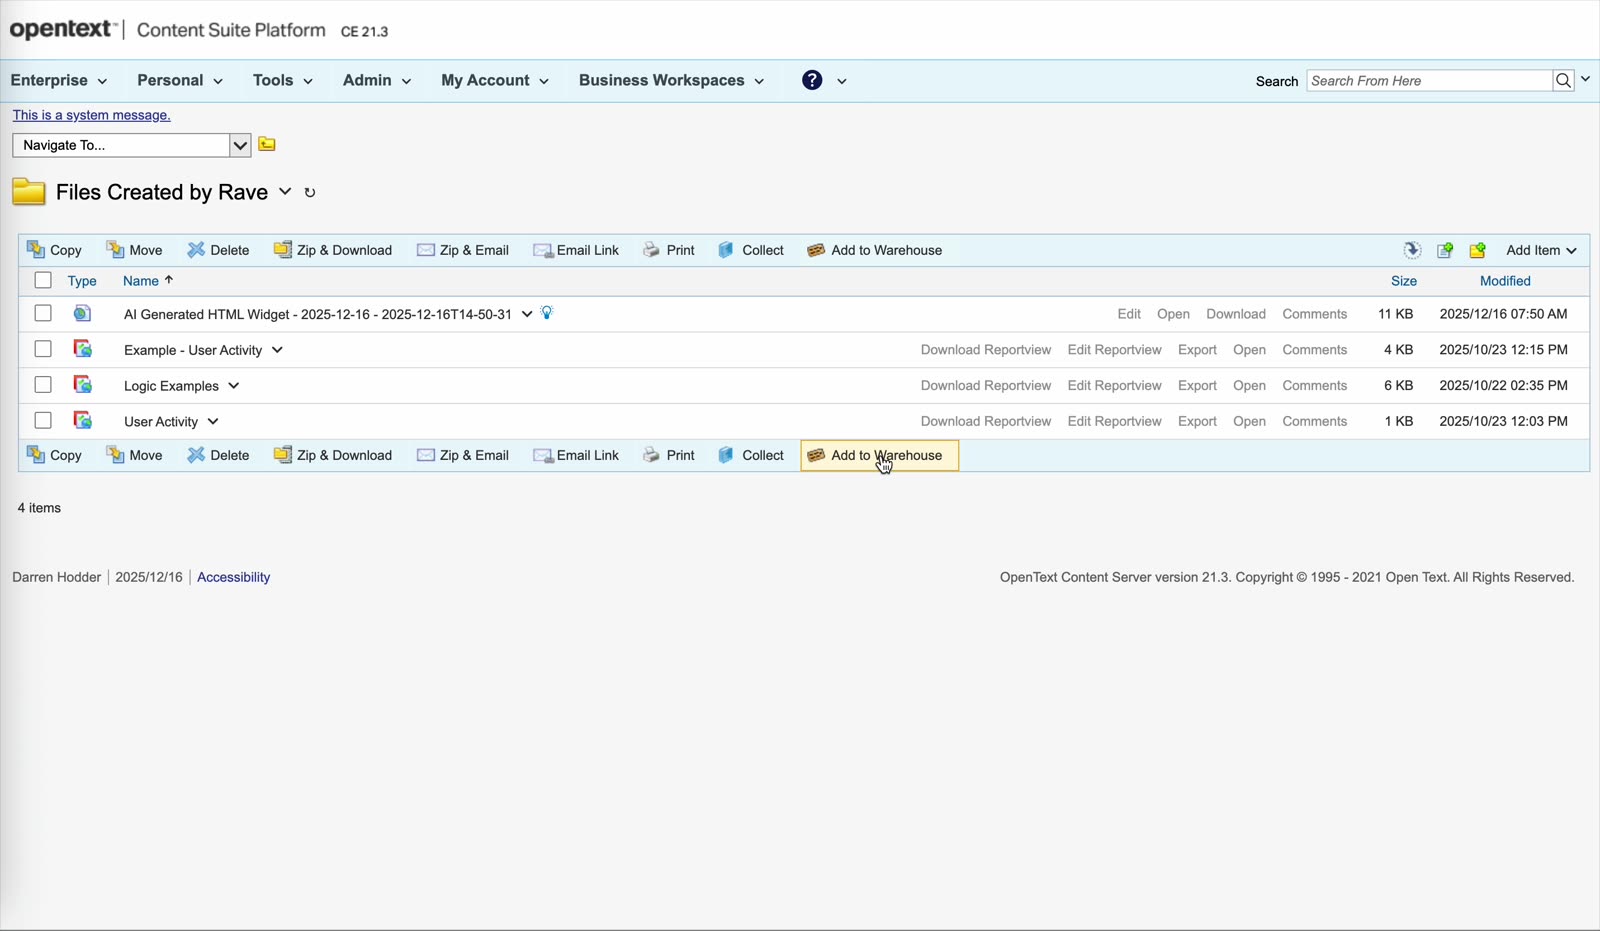 opentext™ | Content Suite Platform CE 21.3
Enterprise Personal Tools Admin My Account Business Workspaces ? Search Search From Here
This is a system message.
Navigate To...
Files Created by Rave
Copy Move Delete Zip & Download Zip & Email Email Link Print Collect Add to Warehouse Add Item
Type Name Size Modified
AI Generated HTML Widget - 2025-12-16 - 2025-12-16T14-50-31 Edit Open Download Comments 11 KB 2025/12/16 07:50 AM
Example - User Activity Download Reportview Edit Reportview Export Open Comments 4 KB 2025/10/23 12:15 PM
Logic Examples Download Reportview Edit Reportview Export Open Comments 6 KB 2025/10/22 02:35 PM
User Activity Download Reportview Edit Reportview Export Open Comments 1 KB 2025/10/23 12:03 PM
Copy Move Delete Zip & Download Zip & Email Email Link Print Collect Add to Warehouse
4 items
Darren Hodder | 2025/12/16 | Accessibility OpenText Content Server version 21.3. Copyright © 1995 - 2021 Open Text. All Rights Reserved.